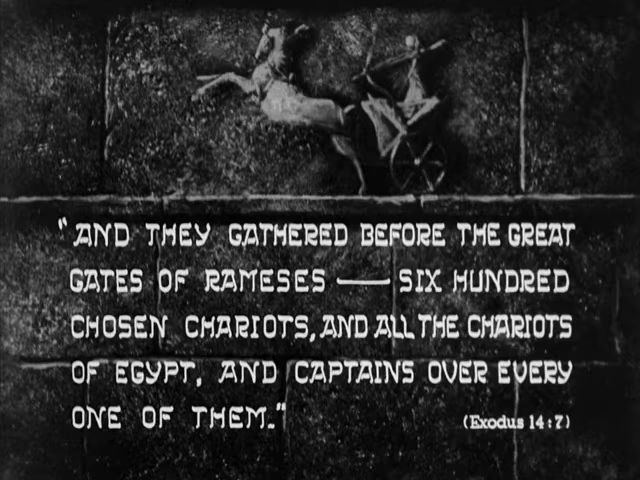 "AND THEY GATHERED BEFORE THE GREAT
GATES OF RAMESES — SIX HUNDRED
CHOSEN CHARIOTS, AND ALL THE CHARIOTS
OF EGYPT, AND CAPTAINS OVER EVERY
ONE OF THEM."
(Exodus 14:7)